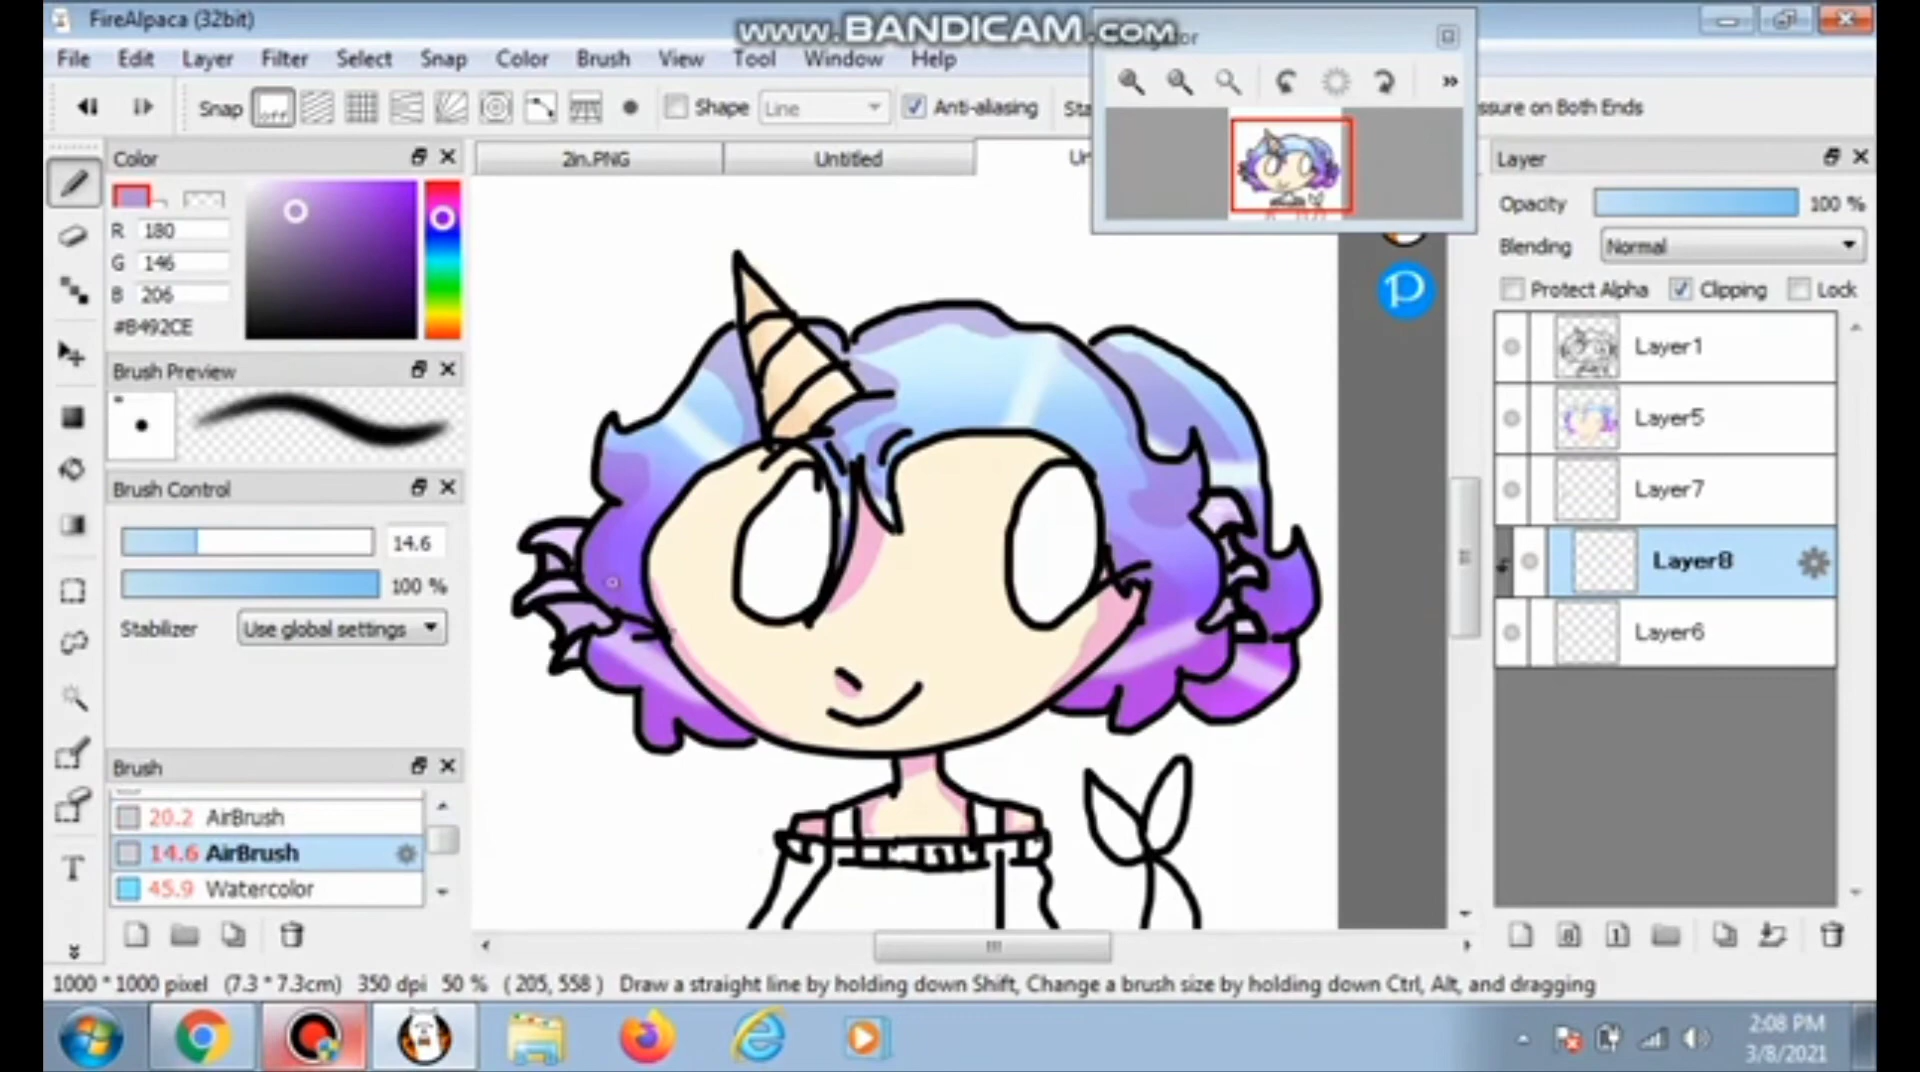 FireAlpaca (32bit)
www.BANDICAM.com
File Edit Layer Filter Select Snap Color Brush View Tool Window Help
Snap off Shape Line Anti-aliasing Sta ssure on Both Ends
Color
2in.PNG Untitled Un
Layer
R 180
G 146
B 206
#B492CE
Opacity 100 %
Blending Normal
Protect Alpha Clipping Lock
Layer1
Brush Preview
Layer5
Brush Control
Layer7
14.6
100 %
Layer8
Stabilizer Use global settings
Layer6
Brush
20.2 AirBrush
14.6 AirBrush
45.9 Watercolor
T
1000 * 1000 pixel (7.3 * 7.3cm) 350 dpi 50 % ( 205, 558 ) Draw a straight line by holding down Shift, Change a brush size by holding down Ctrl, Alt, and dragging
2:08 PM
3/8/2021